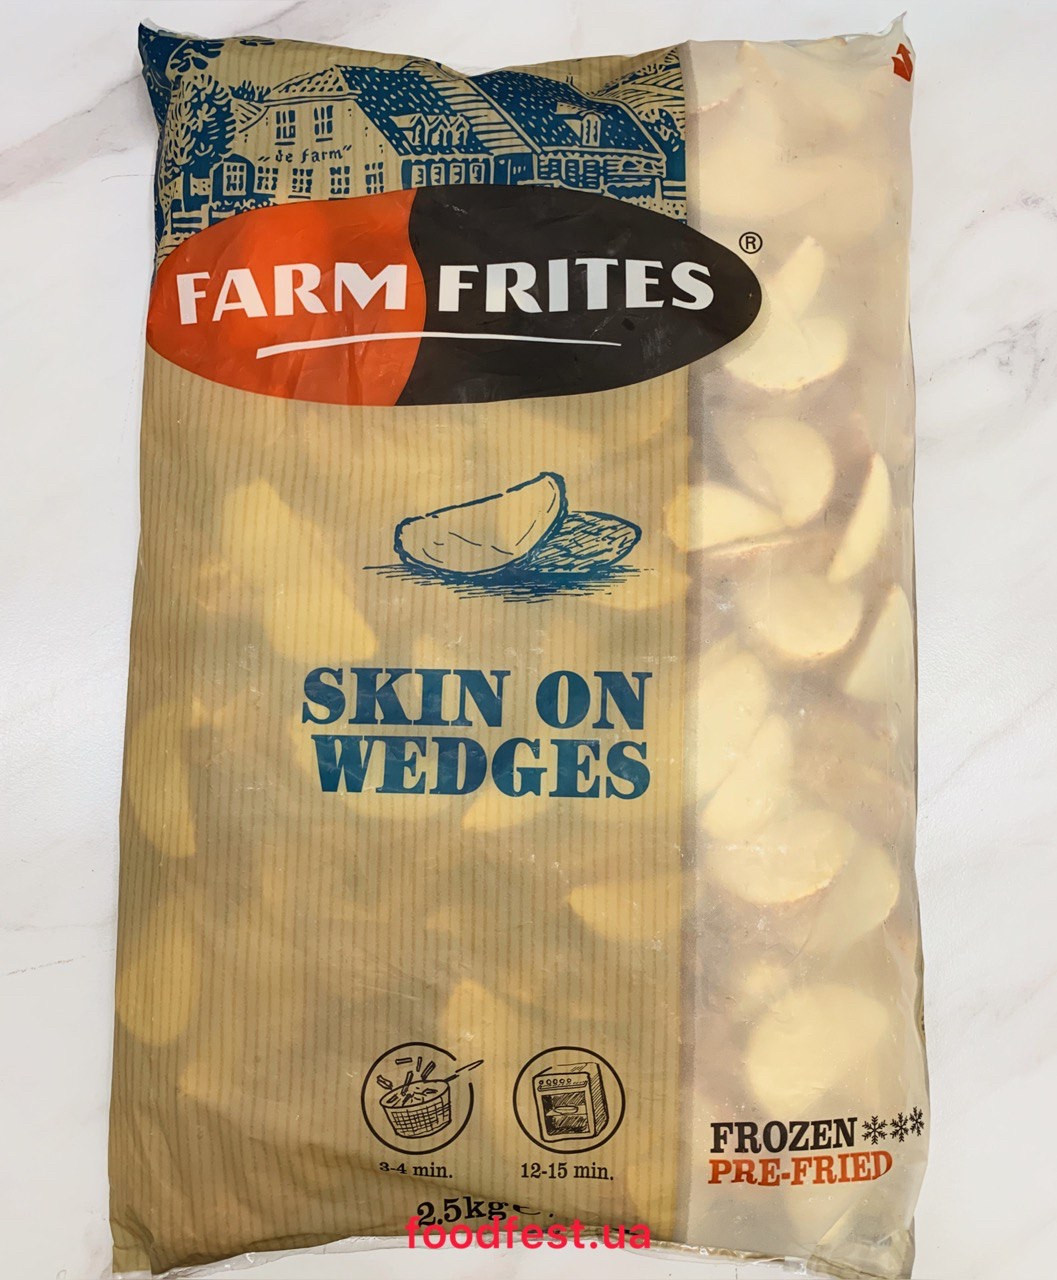 "de farm"
FARM FRITES ®
SKIN ON
WEDGES
3-4 min.
12-15 min.
FROZEN
PRE-FRIED
2.5kg e
foodfest.ua